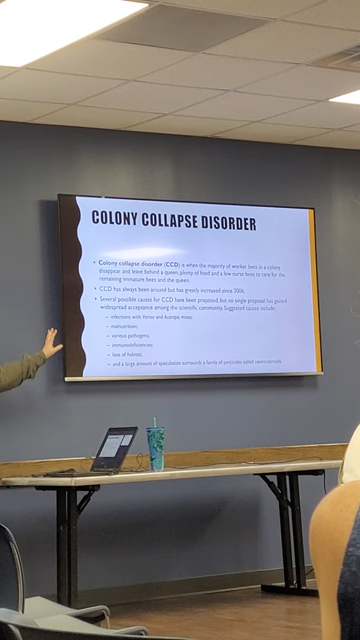 COLONY COLLAPSE DISORDER
• Colony collapse disorder (CCD) is when the majority of worker bees in a colony
disappear and leave behind a queen, plenty of food and a few nurse bees to care for the
remaining immature bees and the queen.
• CCD has always been around but has greatly increased since 2006.
• Several possible causes for CCD have been proposed, but no single proposal has gained
widespread acceptance among the scientific community. Suggested causes include:
– infections with Varroa and Acarapis mites;
– malnutrition;
– various pathogens;
– immunodeficiencies;
– loss of habitat;
– and a large amount of speculation surrounds a family of pesticides called neonicotinoids